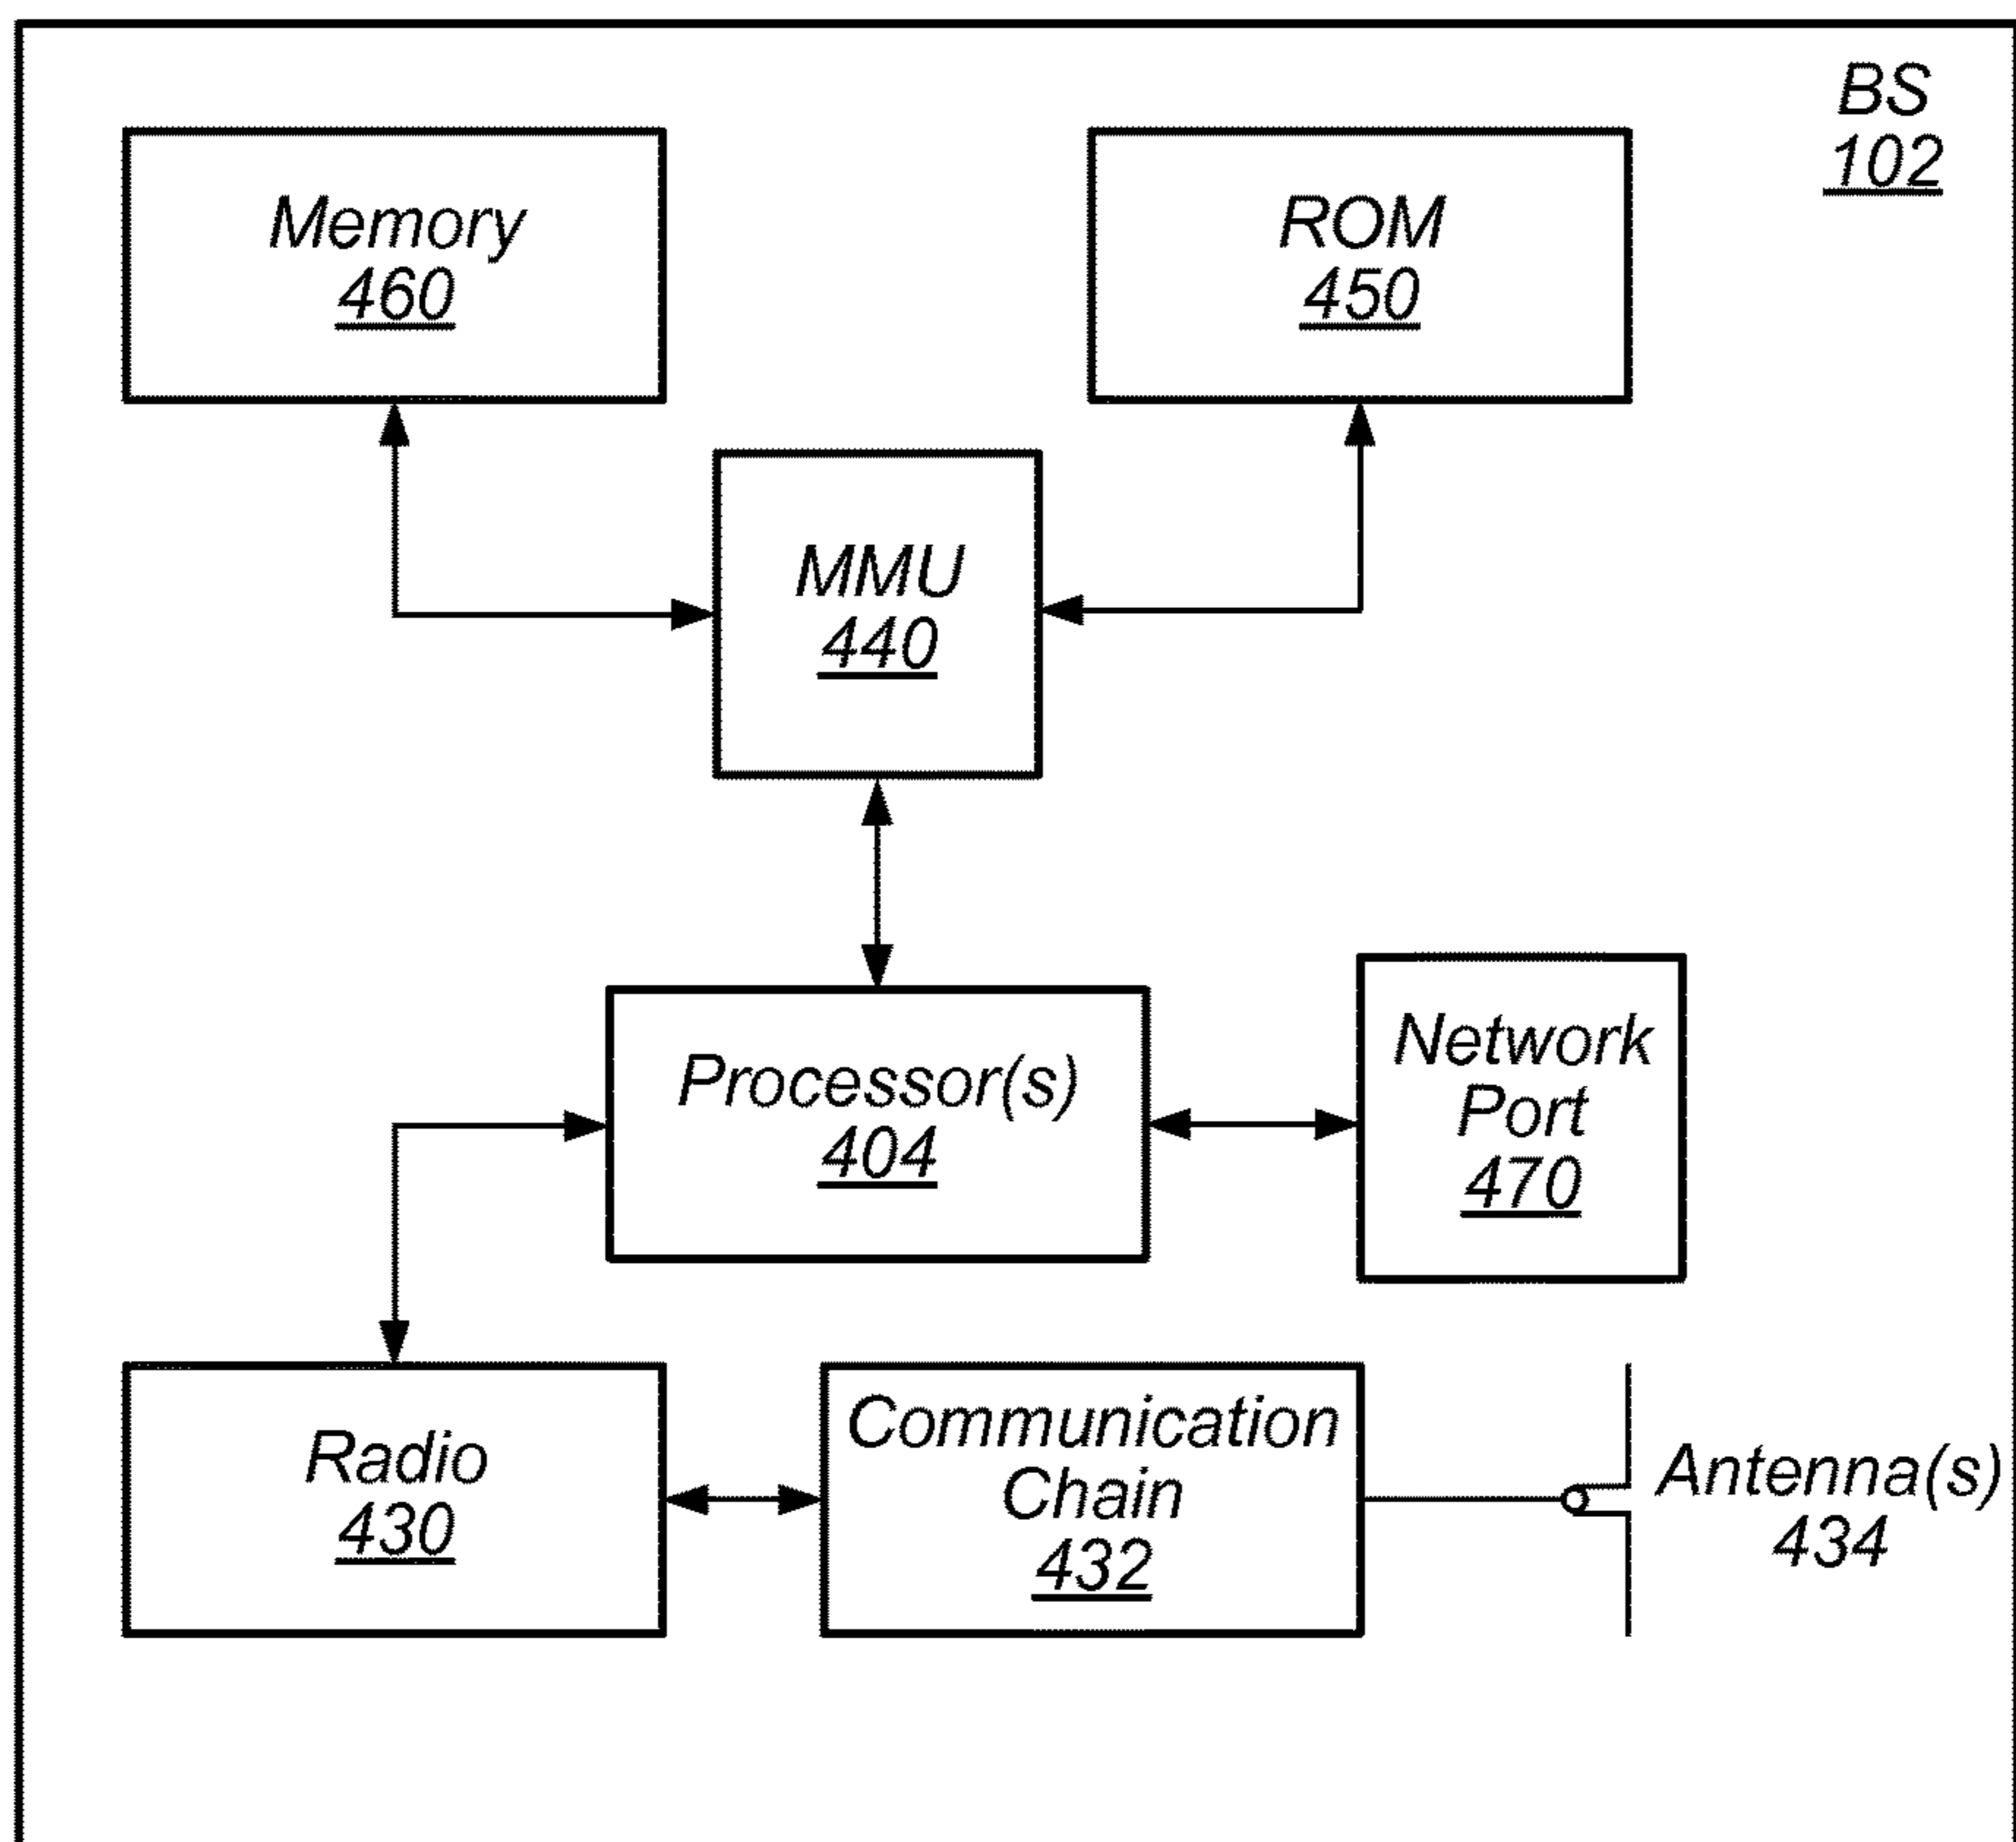 BS
102
Memory
460
ROM
450
MMU
440
Processor(s)
404
Network
Port
470
Radio
430
Communication
Chain
432
Antenna(s)
434